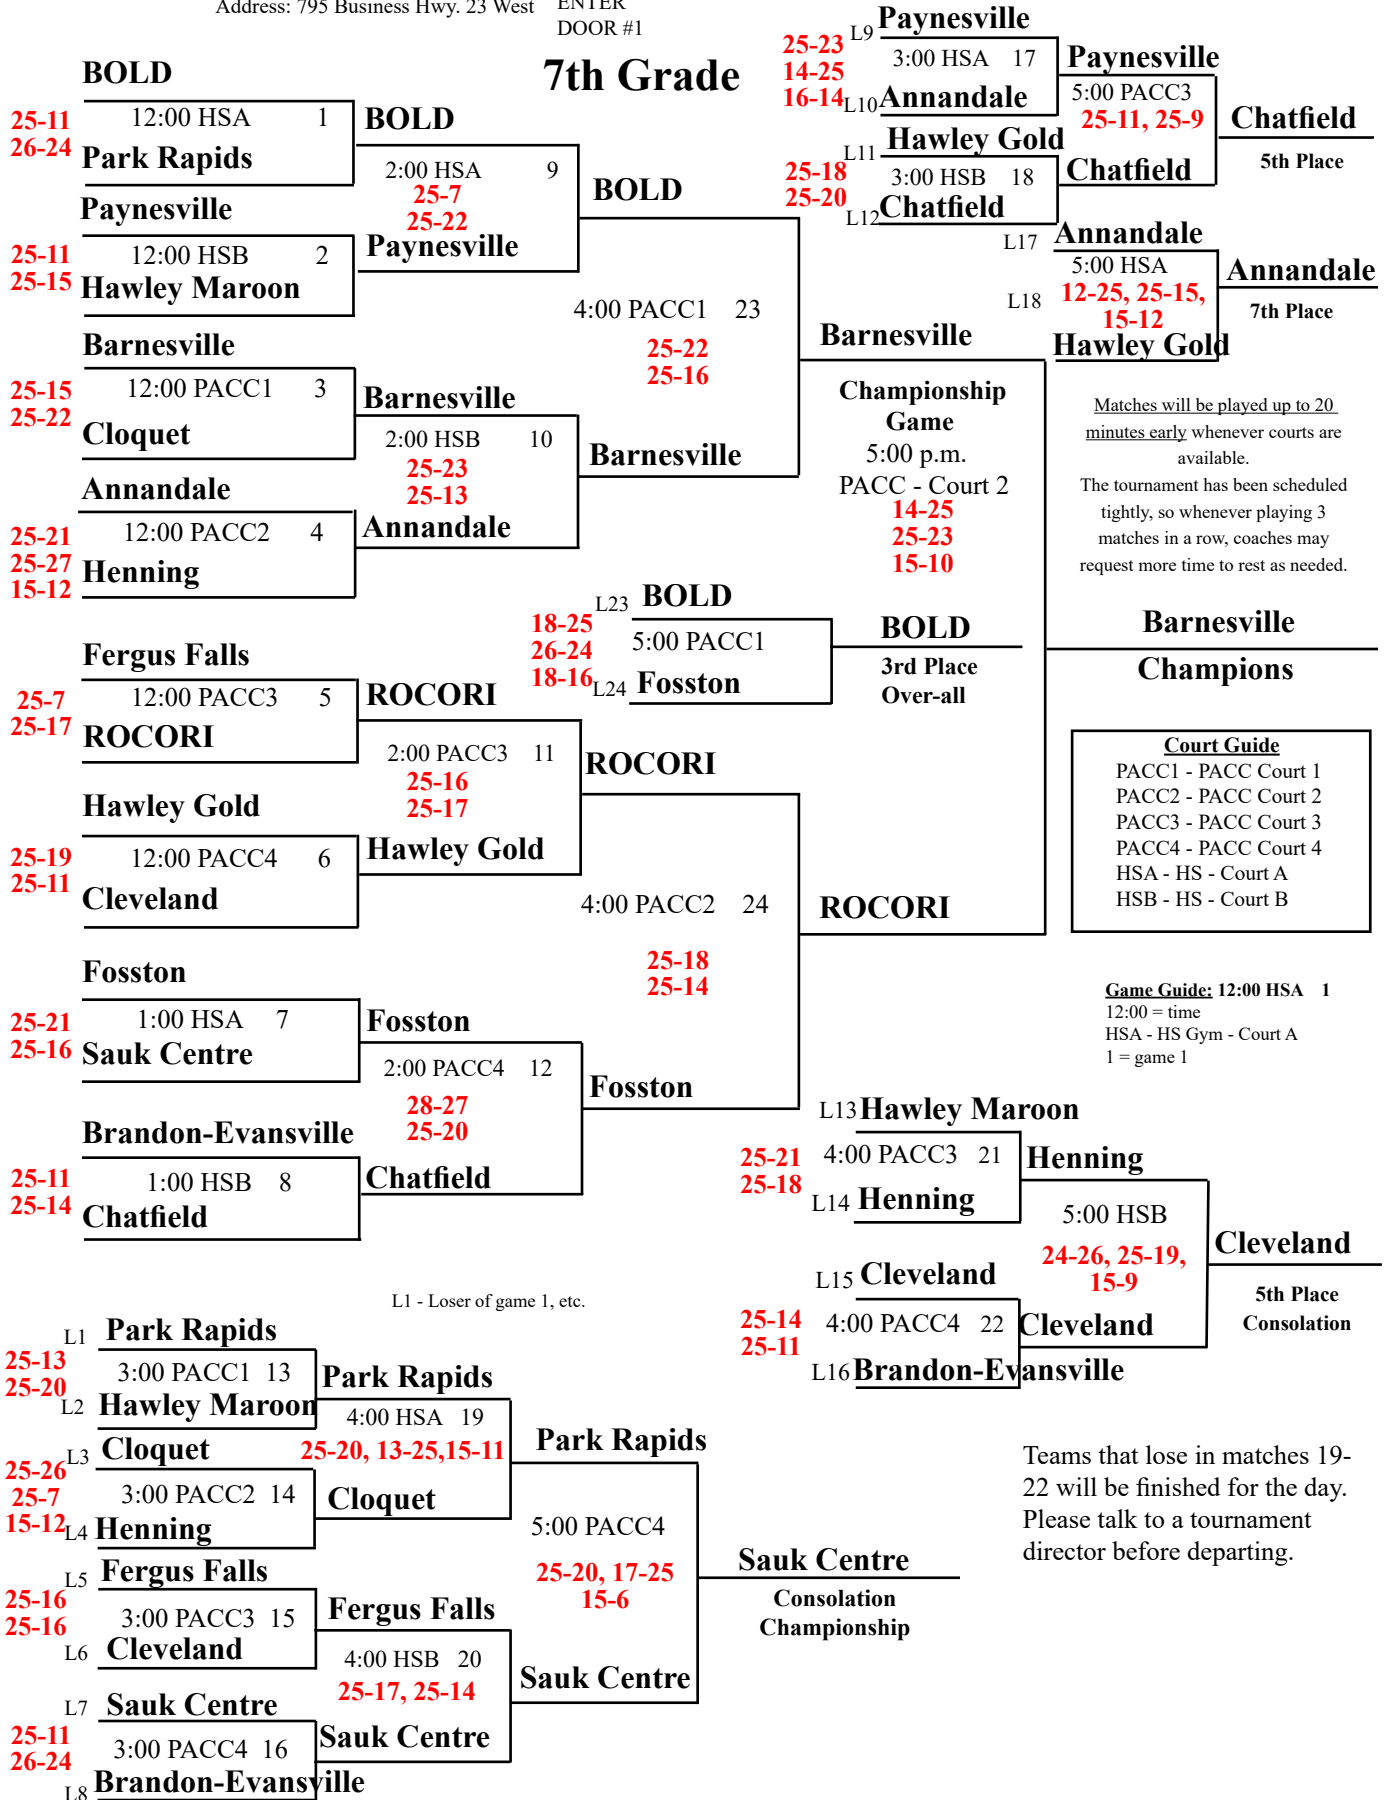 Address: 795 Business Hwy. 23 West
ENTER
DOOR #1
7th Grade
BOLD
25-11
26-24
12:00 HSA 1
Park Rapids
Paynesville
25-11
25-15
12:00 HSB 2
Hawley Maroon
Barnesville
25-15
25-22
12:00 PACC1 3
Cloquet
Annandale
25-21
25-27
15-12
12:00 PACC2 4
Henning
Fergus Falls
25-7
25-17
12:00 PACC3 5
ROCORI
Hawley Gold
25-19
25-11
12:00 PACC4 6
Cleveland
Fosston
25-21
25-16
1:00 HSA 7
Sauk Centre
Brandon-Evansville
25-11
25-14
1:00 HSB 8
Chatfield
BOLD
2:00 HSA 9
25-7
25-22
Paynesville
Barnesville
2:00 HSB 10
25-23
25-13
Annandale
ROCORI
2:00 PACC3 11
25-16
25-17
Hawley Gold
Fosston
2:00 PACC4 12
28-27
25-20
Chatfield
BOLD
4:00 PACC1 23
25-22
25-16
Barnesville
ROCORI
4:00 PACC2 24
25-18
25-14
Fosston
Barnesville
Championship
Game
5:00 p.m.
PACC - Court 2
14-25
25-23
15-10
ROCORI
L23 BOLD
18-25
26-24
18-16
5:00 PACC1
L24 Fosston
BOLD
3rd Place
Over-all
Barnesville
Champions
L9 Paynesville
25-23
14-25
16-14
3:00 HSA 17
L10 Annandale
L11 Hawley Gold
25-18
25-20
3:00 HSB 18
L12 Chatfield
Paynesville
5:00 PACC3
25-11, 25-9
Chatfield
Chatfield
5th Place
L17 Annandale
5:00 HSA
L18 12-25, 25-15,
15-12
Hawley Gold
Annandale
7th Place
Matches will be played up to 20
minutes early whenever courts are
available.
The tournament has been scheduled
tightly, so whenever playing 3
matches in a row, coaches may
request more time to rest as needed.
Court Guide
PACC1 - PACC Court 1
PACC2 - PACC Court 2
PACC3 - PACC Court 3
PACC4 - PACC Court 4
HSA - HS - Court A
HSB - HS - Court B
Game Guide: 12:00 HSA 1
12:00 = time
HSA - HS Gym - Court A
1 = game 1
L13 Hawley Maroon
25-21
25-18
4:00 PACC3 21
L14 Henning
L15 Cleveland
25-14
25-11
4:00 PACC4 22
L16 Brandon-Evansville
Henning
5:00 HSB
24-26, 25-19,
15-9
Cleveland
Cleveland
5th Place
Consolation
L1 - Loser of game 1, etc.
L1 Park Rapids
25-13
25-20
3:00 PACC1 13
L2 Hawley Maroon
L3 Cloquet
25-26
25-7
15-12
3:00 PACC2 14
L4 Henning
L5 Fergus Falls
25-16
25-16
3:00 PACC3 15
L6 Cleveland
L7 Sauk Centre
25-11
26-24
3:00 PACC4 16
L8 Brandon-Evansville
Park Rapids
4:00 HSA 19
25-20, 13-25,15-11
Cloquet
Fergus Falls
4:00 HSB 20
25-17, 25-14
Sauk Centre
Park Rapids
5:00 PACC4
25-20, 17-25
15-6
Sauk Centre
Sauk Centre
Consolation
Championship
Teams that lose in matches 19-
22 will be finished for the day.
Please talk to a tournament
director before departing.